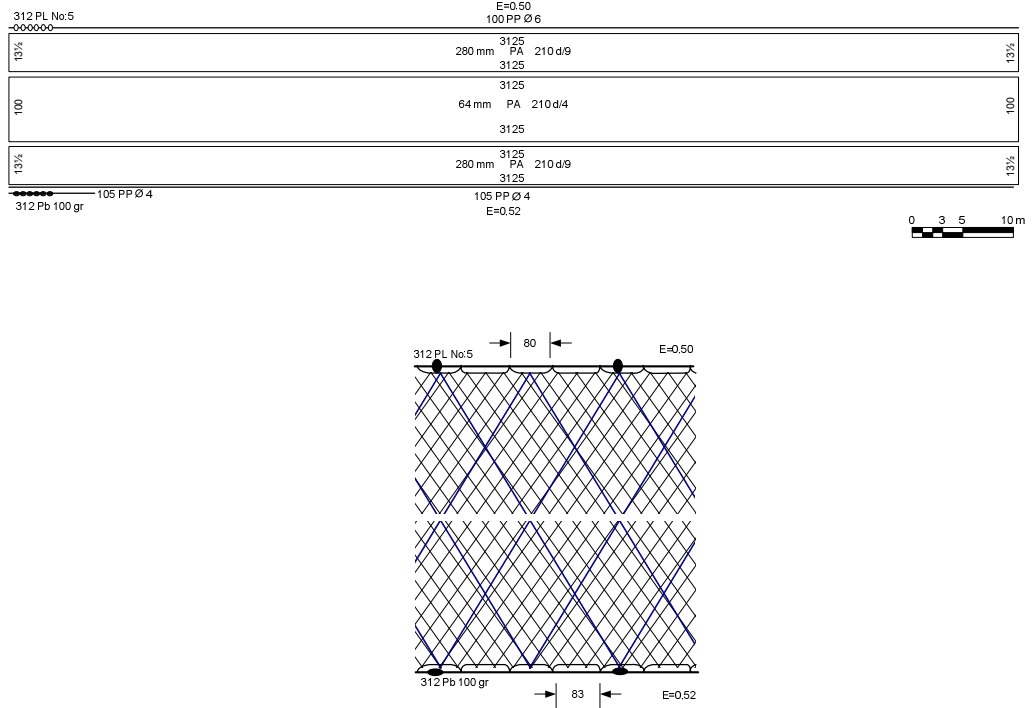 E=0.50
312 PL No:5
100 PP Ø 6
3125
13½ 280 mm PA 210 d/9 13½
3125
3125
100 64 mm PA 210 d/4 100
3125
3125
13½ 280 mm PA 210 d/9 13½
3125
105 PP Ø 4 105 PP Ø 4
312 Pb 100 gr E=0.52
0 3 5 10 m
80
312 PL No:5 E=0.50
312 Pb 100 gr
83 E=0.52